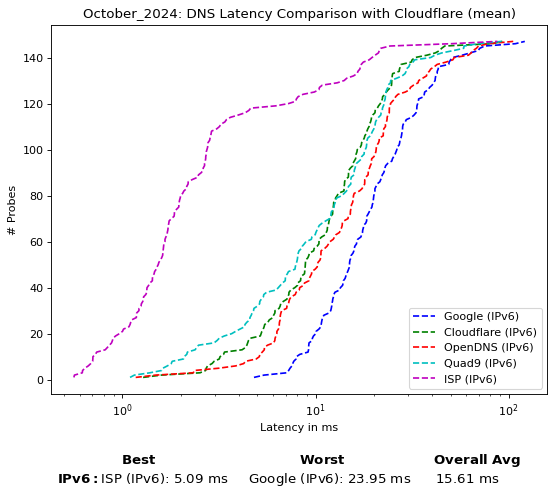 October_2024: DNS Latency Comparison with Cloudflare (mean)
# Probes
140
120
100
80
60
40
20
0
10⁰ 10¹ 10²
Latency in ms
Google (IPv6)
Cloudflare (IPv6)
OpenDNS (IPv6)
Quad9 (IPv6)
ISP (IPv6)
Best Worst Overall Avg
IPv6: ISP (IPv6): 5.09 ms Google (IPv6): 23.95 ms 15.61 ms